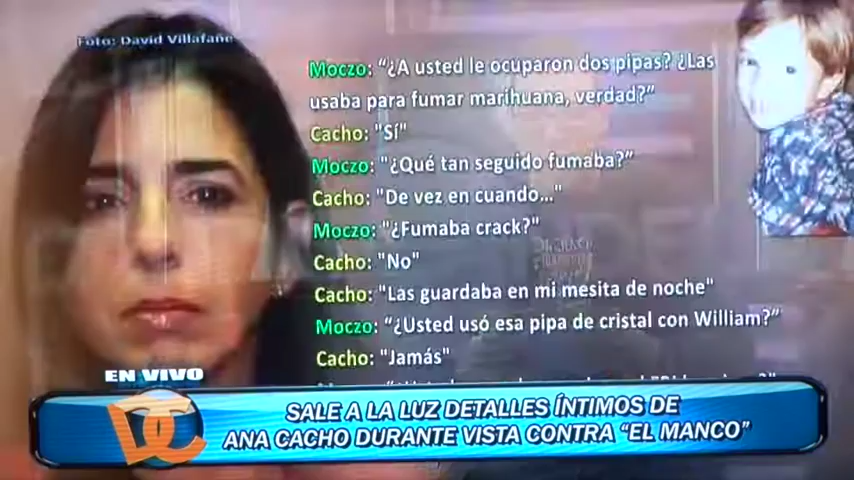 Foto: David Villafañe
Moczo: “¿A usted le ocuparon dos pipas? ¿Las
usaba para fumar marihuana, verdad?”
Cacho: "Sí"
Moczo: "¿Qué tan seguido fumaba?”
Cacho: "De vez en cuando..."
Moczo: "¿Fumaba crack?"
Cacho: "No"
Cacho: "Las guardaba en mi mesita de noche"
Moczo: “¿Usted usó esa pipa de cristal con William?”
Cacho: "Jamás"
EN VIVO
DC
SALE A LA LUZ DETALLES ÍNTIMOS DE
ANA CACHO DURANTE VISTA CONTRA “EL MANCO”